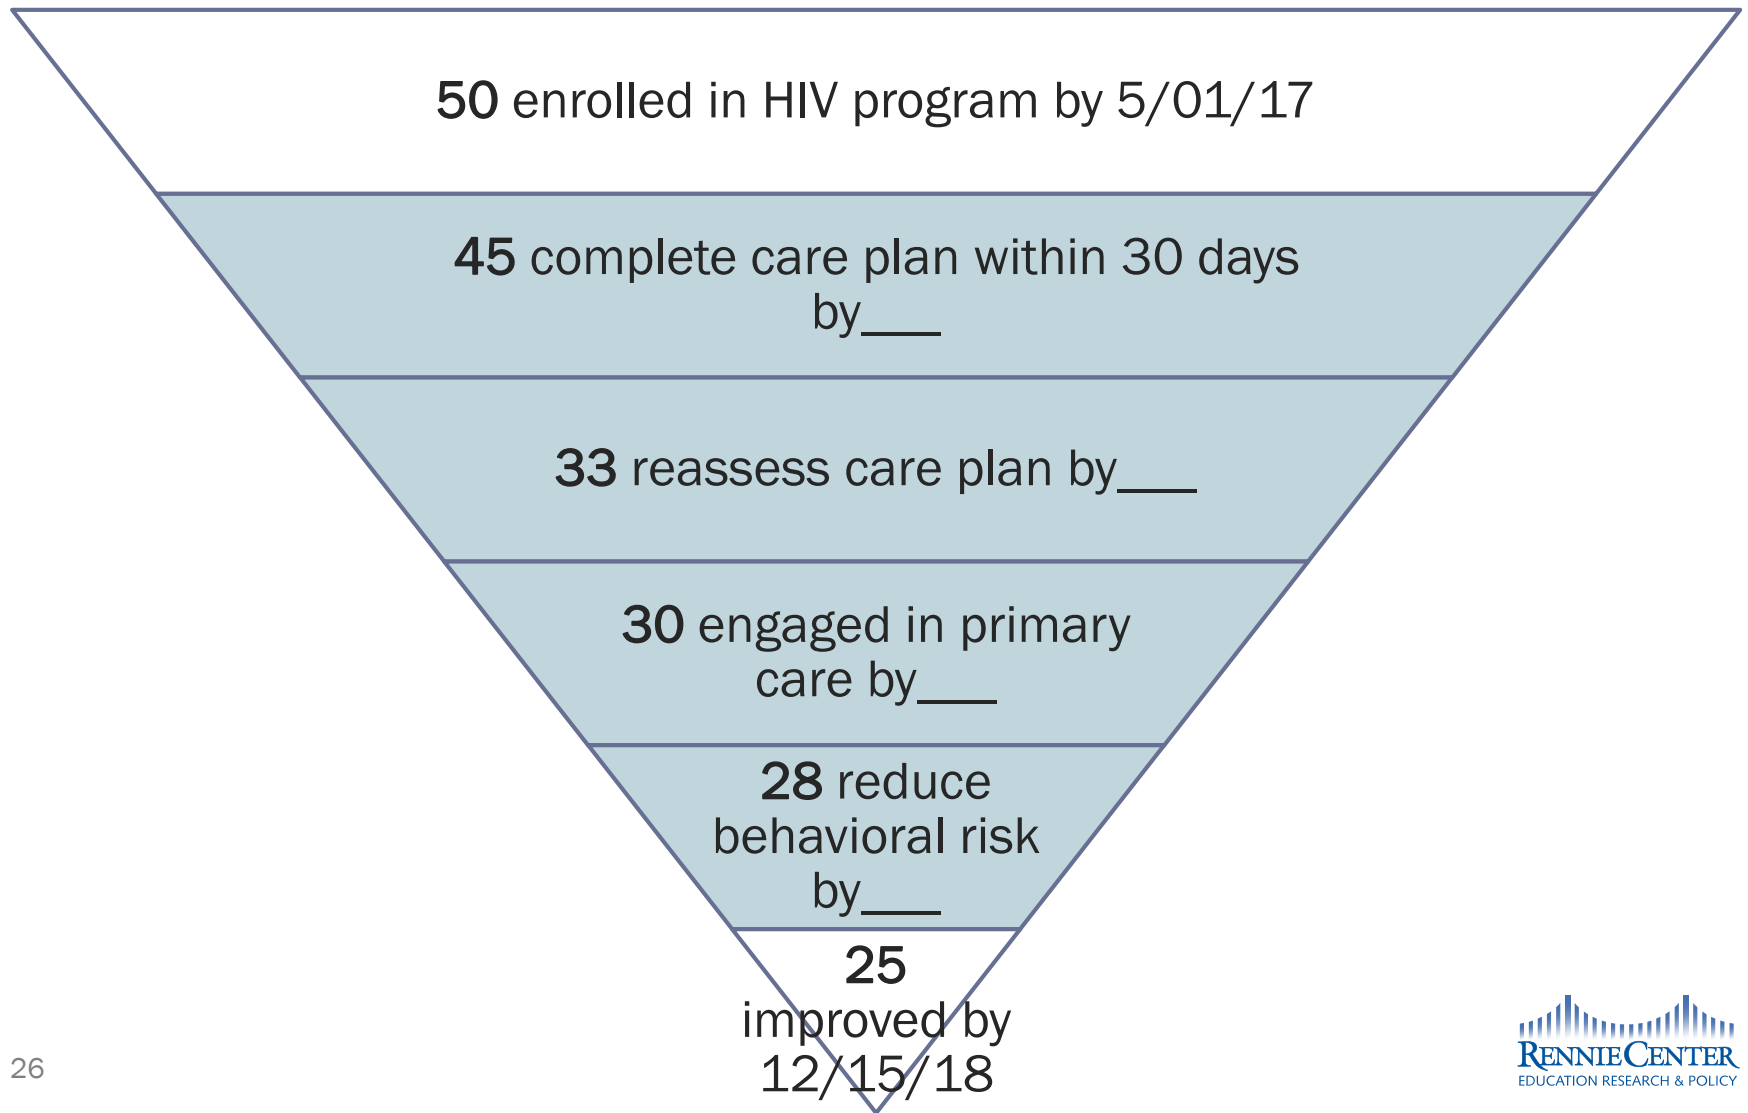 50 enrolled in HIV program by 5/01/17
45 complete care plan within 30 days
by___
33 reassess care plan by___
30 engaged in primary
care by___
28 reduce
behavioral risk
by___
25
improved by
12/15/18
26
RENNIE CENTER
EDUCATION RESEARCH & POLICY